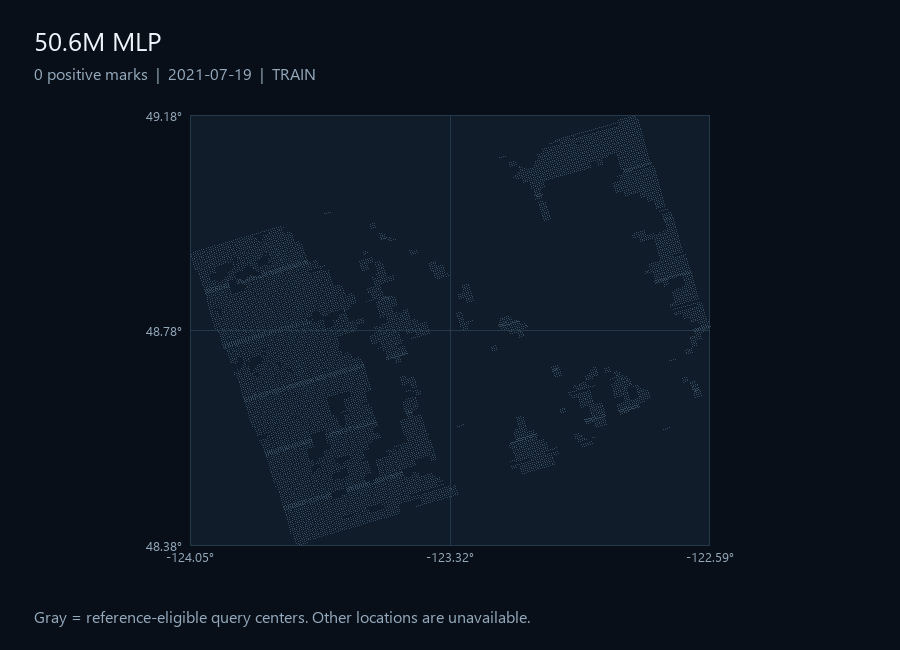 50.6M MLP
0 positive marks | 2021-07-19 | TRAIN
49.18°
48.78°
48.38°
-124.05°
-123.32°
-122.59°
Gray = reference-eligible query centers. Other locations are unavailable.